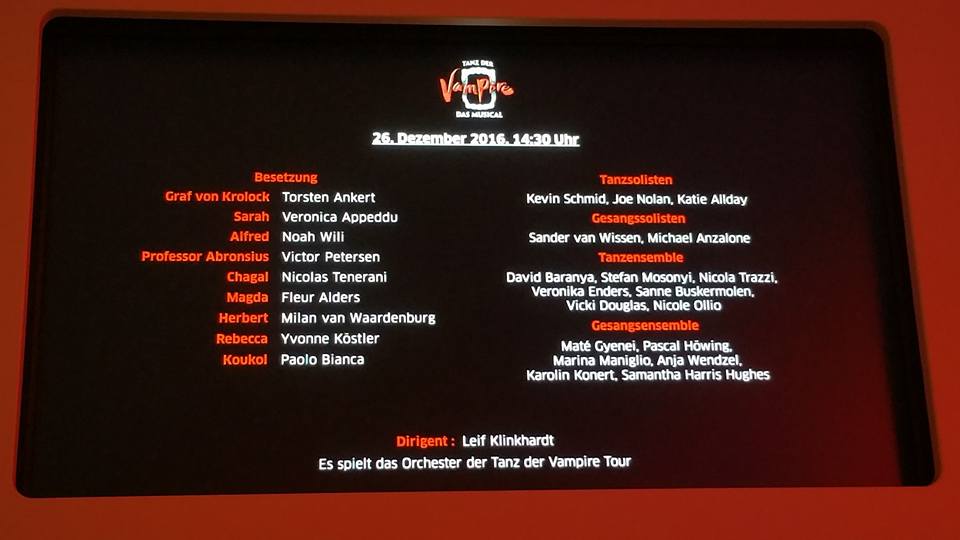 TANZ DER
Vampire
DAS MUSICAL
26. Dezember 2016, 14:30 Uhr
Besetzung
Graf von Krolock Torsten Ankert
Sarah Veronica Appeddu
Alfred Noah Wili
Professor Abronsius Victor Petersen
Chagal Nicolas Tenerani
Magda Fleur Alders
Herbert Milan van Waardenburg
Rebecca Yvonne Köstler
Koukol Paolo Bianca
Tanzsolisten
Kevin Schmid, Joe Nolan, Katie Allday
Gesangssolisten
Sander van Wissen, Michael Anzalone
Tanzensemble
David Baranya, Stefan Mosonyi, Nicola Trazzi,
Veronika Enders, Sanne Buskermolen,
Vicki Douglas, Nicole Ollio
Gesangsensemble
Maté Gyenei, Pascal Höwing,
Marina Maniglio, Anja Wendzel,
Karolin Konert, Samantha Harris Hughes
Dirigent : Leif Klinkhardt
Es spielt das Orchester der Tanz der Vampire Tour